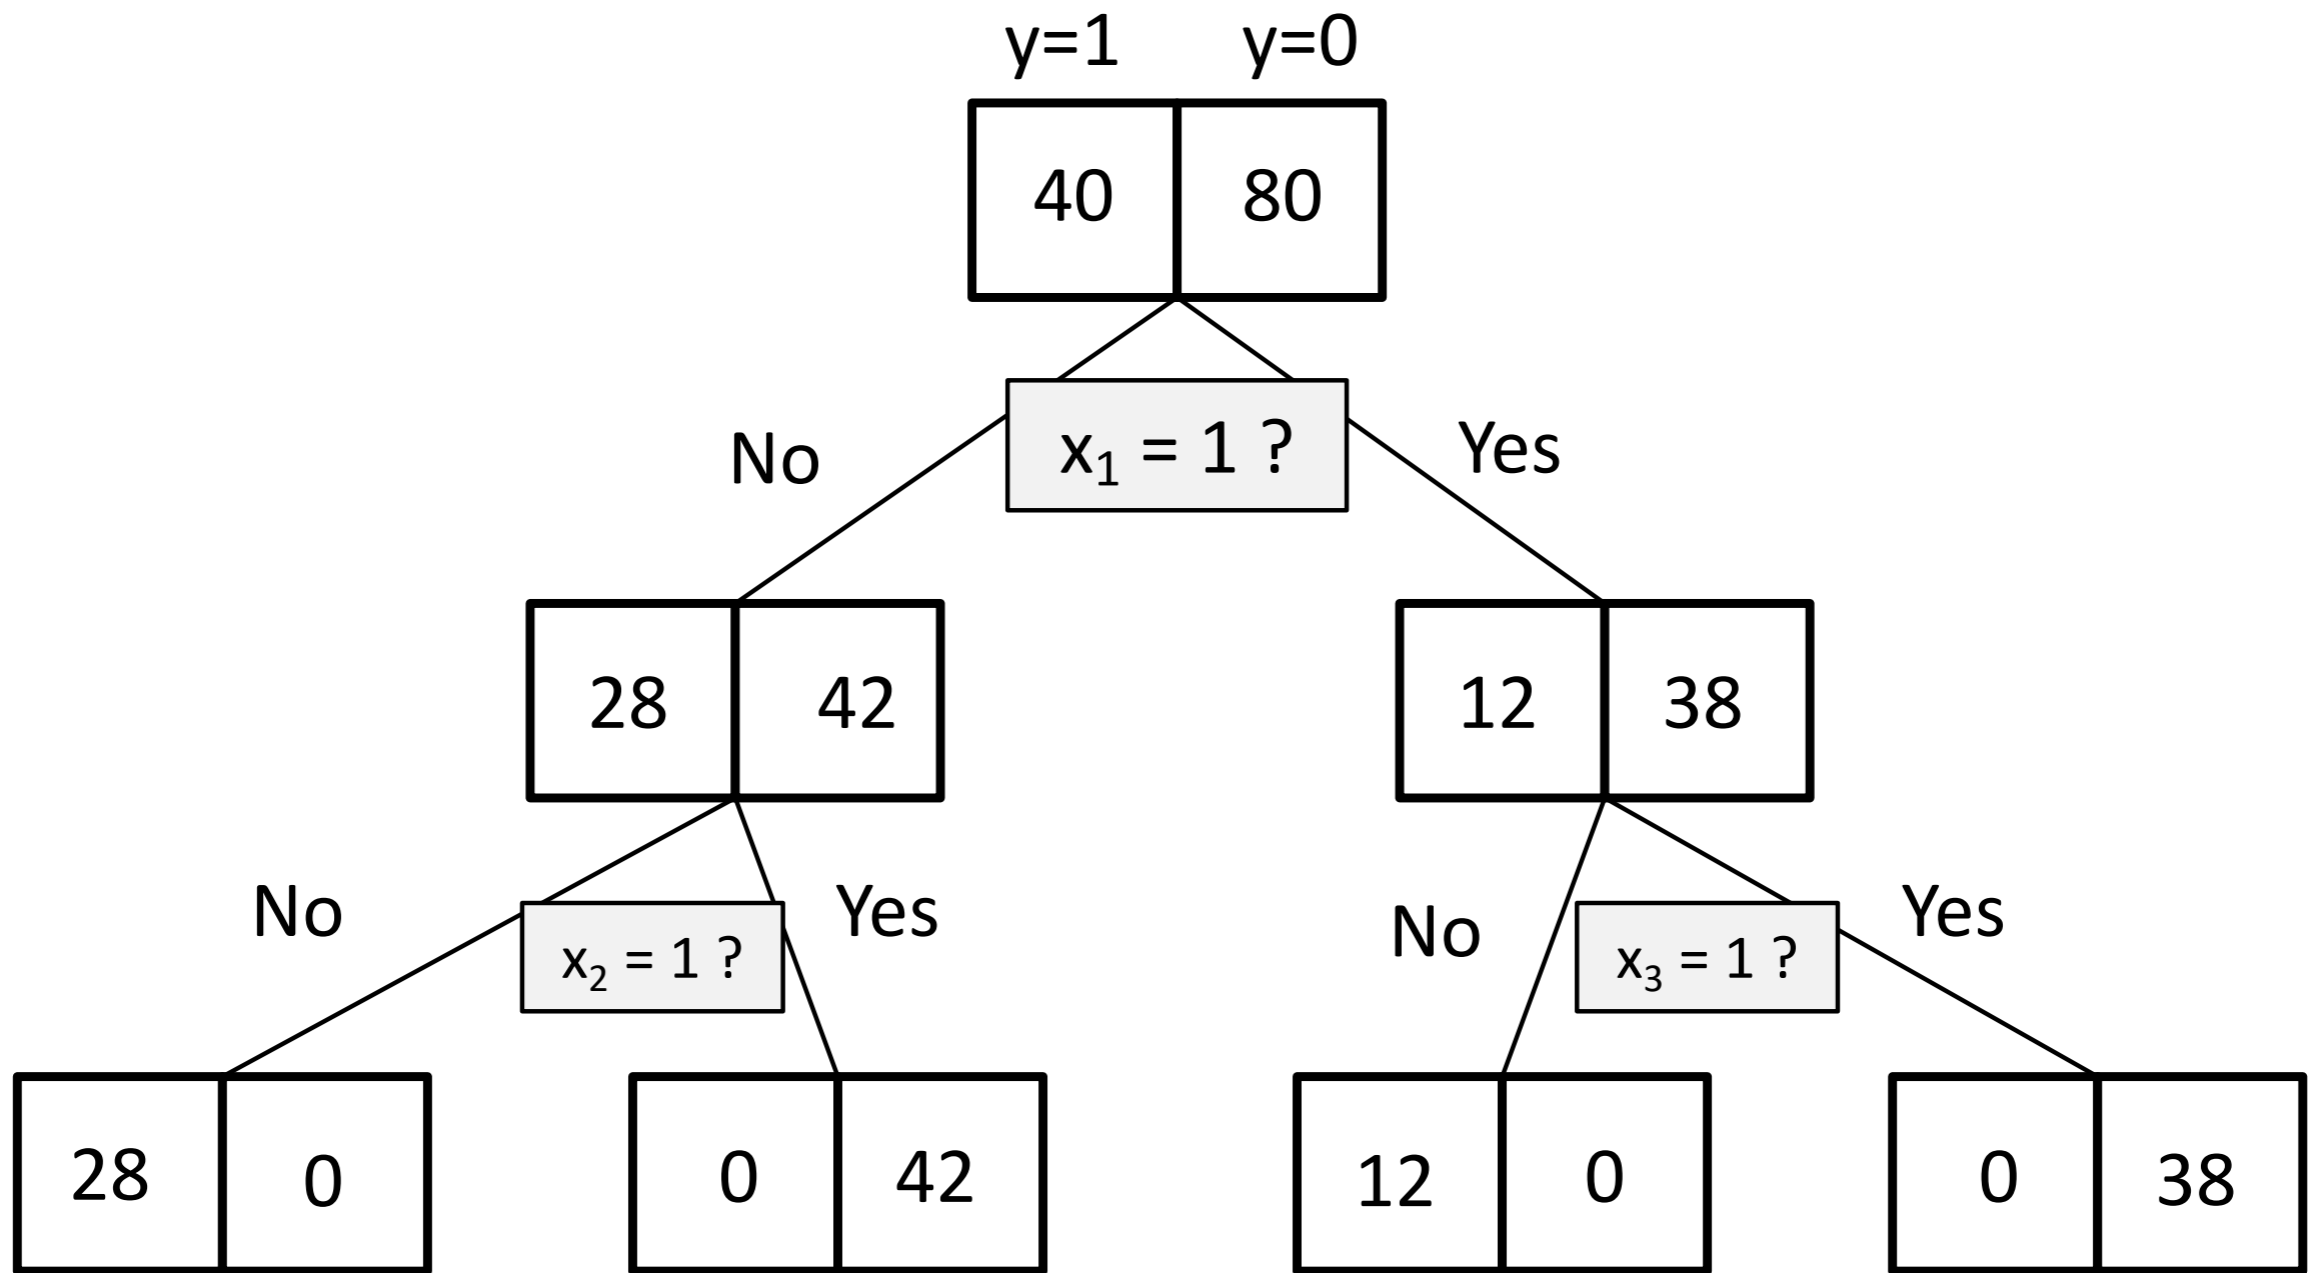 y=1 y=0
40 80
x₁ = 1 ?
No Yes
28 42 12 38
No x₂ = 1 ? Yes No x₃ = 1 ? Yes
28 0 0 42 12 0 0 38